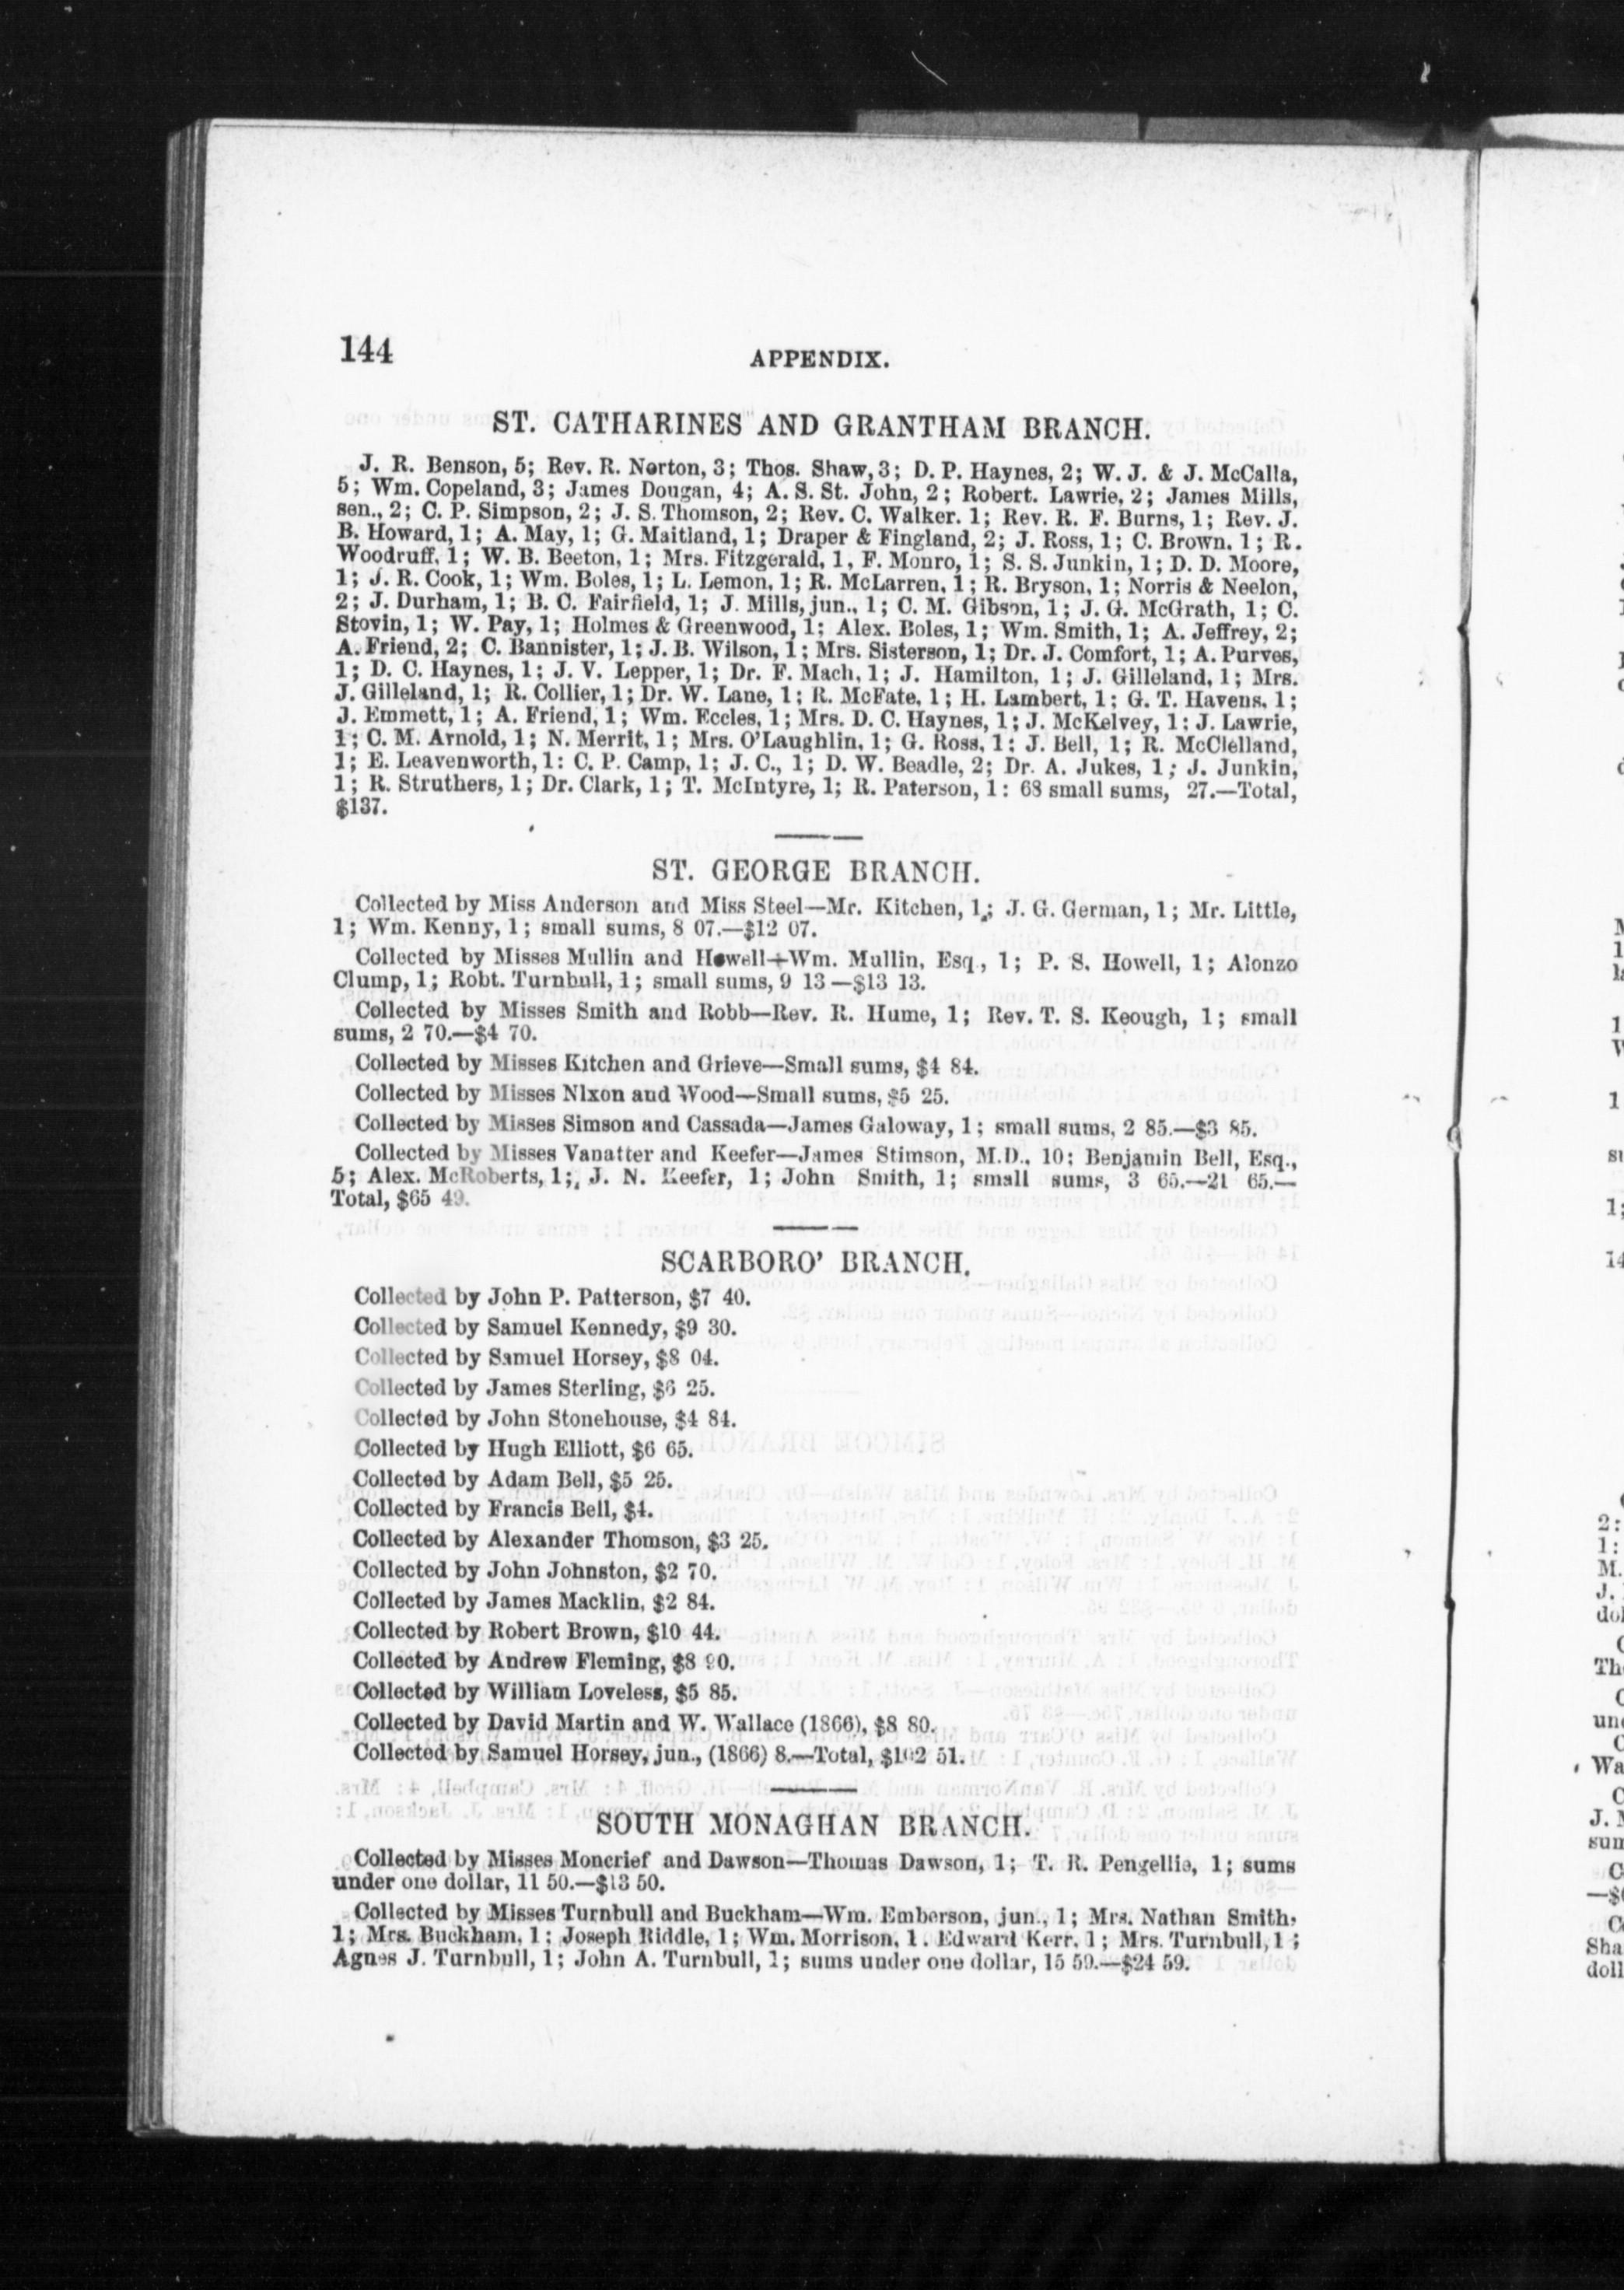 144
APPENDIX.
ST. CATHARINES AND GRANTHAM BRANCH.
J. R. Benson, 5; Rev. R. Norton, 3; Thos. Shaw, 3; D. P. Haynes, 2; W. J. & J. McCalla,
5; Wm. Copeland, 3; James Dougan, 4; A. S. St. John, 2; Robert. Lawrie, 2; James Mills,
sen., 2; C. P. Simpson, 2; J. S. Thomson, 2; Rev. C. Walker. 1; Rev. R. F. Burns, 1; Rev. J.
B. Howard, 1; A. May, 1; G. Maitland, 1; Draper & Fingland, 2; J. Ross, 1; C. Brown. 1; R.
Woodruff, 1; W. B. Beeton, 1; Mrs. Fitzgerald, 1, F. Monro, 1; S. S. Junkin, 1; D. D. Moore,
1; J. R. Cook, 1; Wm. Boles, 1; L. Lemon, 1; R. McLarren, 1; R. Bryson, 1; Norris & Neelon,
2; J. Durham, 1; B. C. Fairfield, 1; J. Mills, jun., 1; C. M. Gibson, 1; J. G. McGrath, 1; C.
Stovin, 1; W. Pay, 1; Holmes & Greenwood, 1; Alex. Boles, 1; Wm. Smith, 1; A. Jeffrey, 2;
A. Friend, 2; C. Bannister, 1; J. B. Wilson, 1; Mrs. Sisterson, 1; Dr. J. Comfort, 1; A. Purves,
1; D. C. Haynes, 1; J. V. Lepper, 1; Dr. F. Mach, 1; J. Hamilton, 1; J. Gilleland, 1; Mrs.
J. Gilleland, 1; R. Collier, 1; Dr. W. Lane, 1; R. McFate, 1; H. Lambert, 1; G. T. Havens, 1;
J. Emmett, 1; A. Friend, 1; Wm. Eccles, 1; Mrs. D. C. Haynes, 1; J. McKelvey, 1; J. Lawrie,
1; C. M. Arnold, 1; N. Merrit, 1; Mrs. O'Laughlin, 1; G. Ross, 1; J. Bell, 1; R. McClelland,
1; E. Leavenworth, 1: C. P. Camp, 1; J. C., 1; D. W. Beadle, 2; Dr. A. Jukes, 1; J. Junkin,
1; R. Struthers, 1; Dr. Clark, 1; T. McIntyre, 1; R. Paterson, 1: 68 small sums, 27.—Total,
$137.
ST. GEORGE BRANCH.
Collected by Miss Anderson and Miss Steel—Mr. Kitchen, 1; J. G. German, 1; Mr. Little,
1; Wm. Kenny, 1; small sums, 8 07.—$12 07.
Collected by Misses Mullin and Howell—Wm. Mullin, Esq., 1; P. S. Howell, 1; Alonzo
Clump, 1; Robt. Turnbull, 1; small sums, 9 13—$13 13.
Collected by Misses Smith and Robb—Rev. R. Hume, 1; Rev. T. S. Keough, 1; small
sums, 2 70.—$4 70.
Collected by Misses Kitchen and Grieve—Small sums, $4 84.
Collected by Misses Nixon and Wood—Small sums, $5 25.
Collected by Misses Simson and Cassada—James Galoway, 1; small sums, 2 85.—$3 85.
Collected by Misses Vanatter and Keefer—James Stimson, M.D., 10; Benjamin Bell, Esq.,
5; Alex. McRoberts, 1; J. N. Keefer, 1; John Smith, 1; small sums, 3 65.—21 65.—
Total, $65 49.
SCARBORO' BRANCH.
Collected by John P. Patterson, $7 40.
Collected by Samuel Kennedy, $9 30.
Collected by Samuel Horsey, $8 04.
Collected by James Sterling, $6 25.
Collected by John Stonehouse, $4 84.
Collected by Hugh Elliott, $6 65.
Collected by Adam Bell, $5 25.
Collected by Francis Bell, $4.
Collected by Alexander Thomson, $3 25.
Collected by John Johnston, $2 70.
Collected by James Macklin, $2 84.
Collected by Robert Brown, $10 44.
Collected by Andrew Fleming, $8 90.
Collected by William Loveless, $5 85.
Collected by David Martin and W. Wallace (1866), $8 80.
Collected by Samuel Horsey, jun., (1866) 8.—Total, $102 51.
SOUTH MONAGHAN BRANCH.
Collected by Misses Moncrief and Dawson—Thomas Dawson, 1; T. R. Pengellie, 1; sums
under one dollar, 11 50.—$13 50.
Collected by Misses Turnbull and Buckham—Wm. Emberson, jun., 1; Mrs. Nathan Smith,
1; Mrs. Buckham, 1; Joseph Riddle, 1; Wm. Morrison, 1. Edward Kerr, 1; Mrs. Turnbull, 1;
Agnes J. Turnbull, 1; John A. Turnbull, 1; sums under one dollar, 15 59.—$24 59.